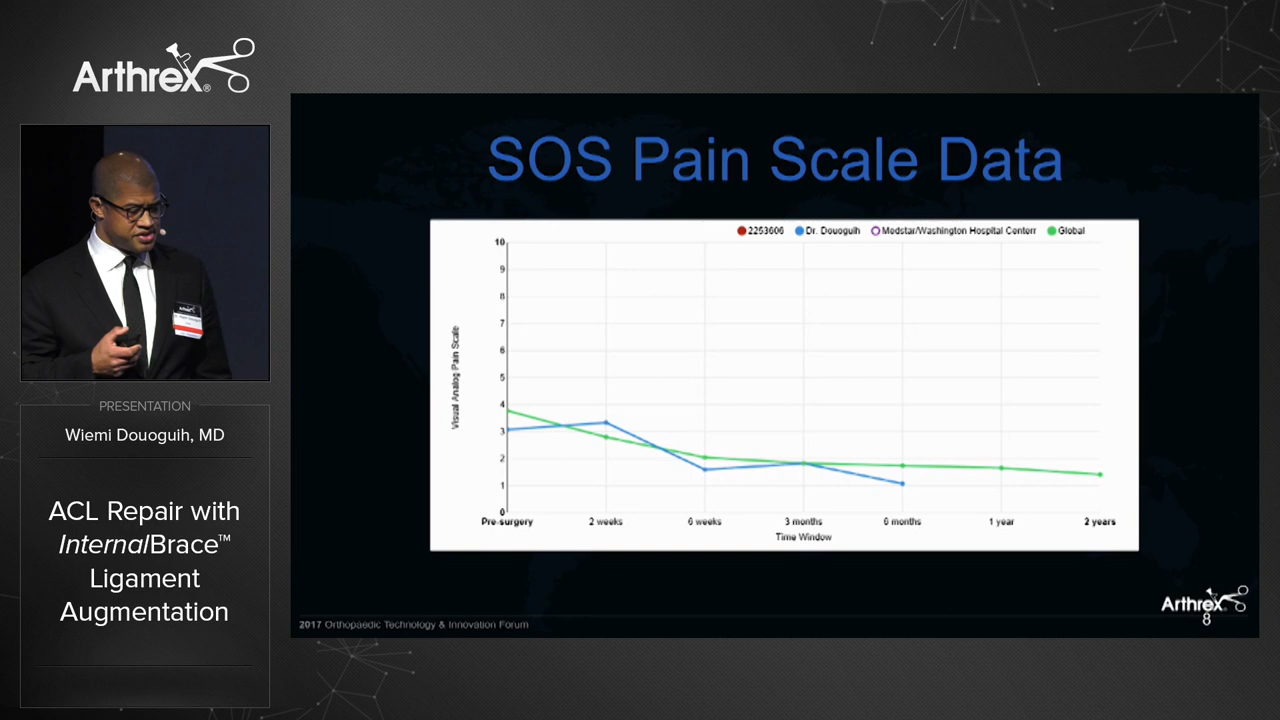 Arthrex®
PRESENTATION
Wiemi Douoguih, MD
ACL Repair with
InternalBrace™
Ligament
Augmentation
SOS Pain Scale Data
2253606 Dr. Douoguih Medstar/Washington Hospital Centerr Global
Visual Analog Pain Scale
10
9
8
7
6
5
4
3
2
1
0
Pre-surgery 2 weeks 6 weeks 3 months 6 months 1 year 2 years
Time Window
Arthrex
8
2017 Orthopaedic Technology & Innovation Forum